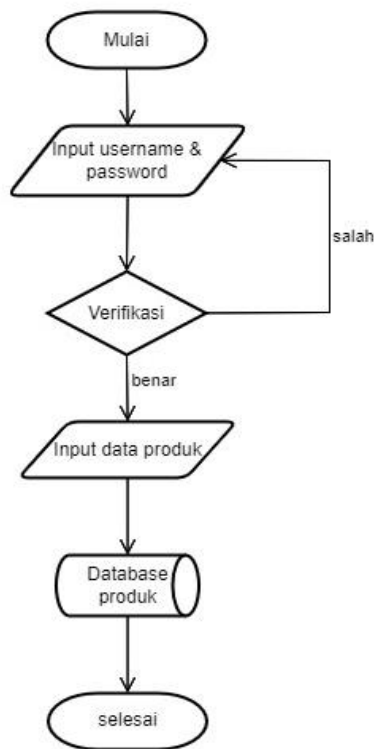 Mulai
Input username &
password
salah
Verifikasi
benar
Input data produk
Database
produk
selesai